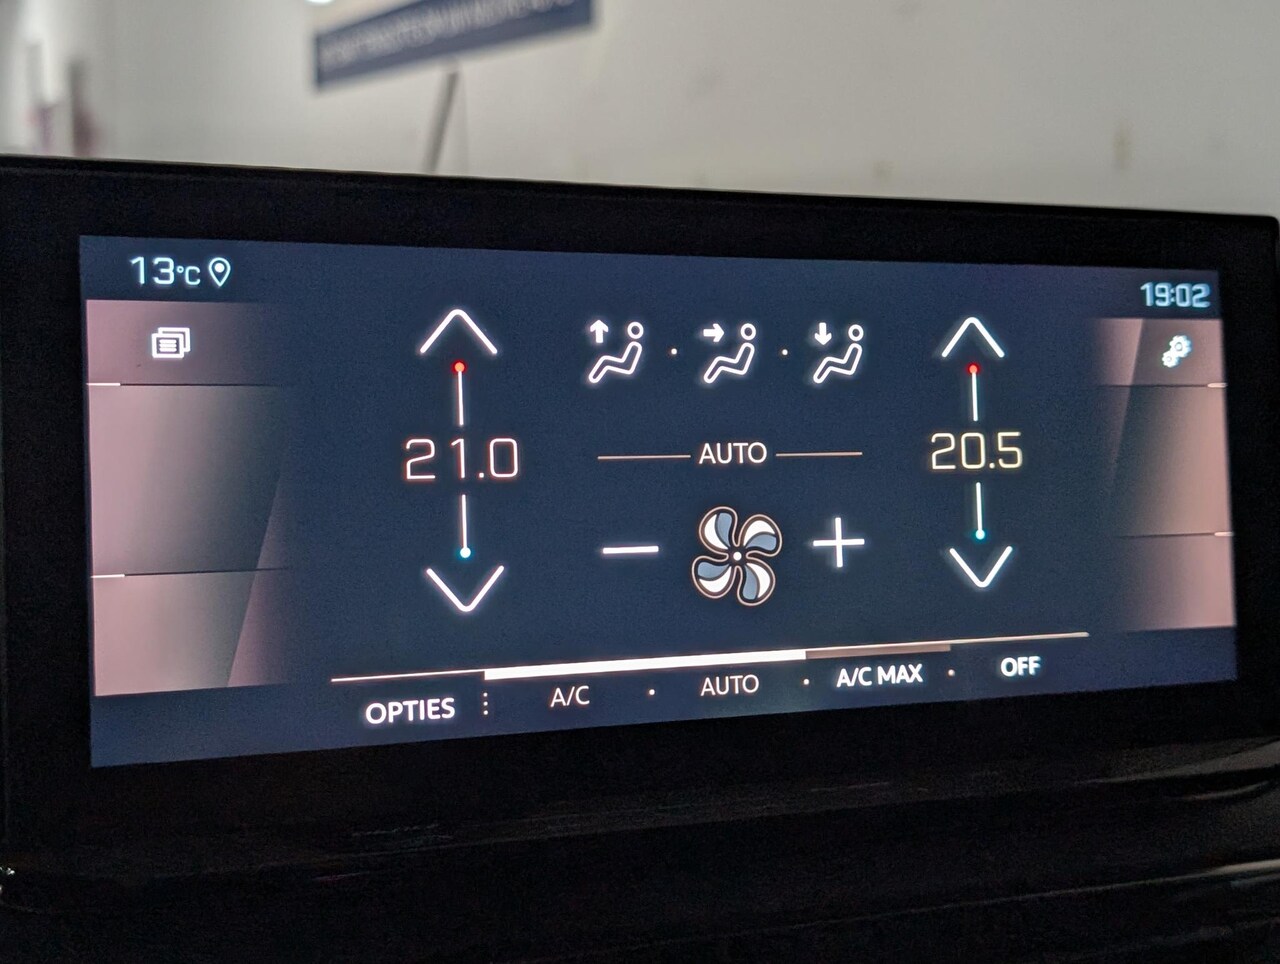 13°C
19:02
21.0
AUTO
20.5
OPTIES
A/C
AUTO
A/C MAX
OFF